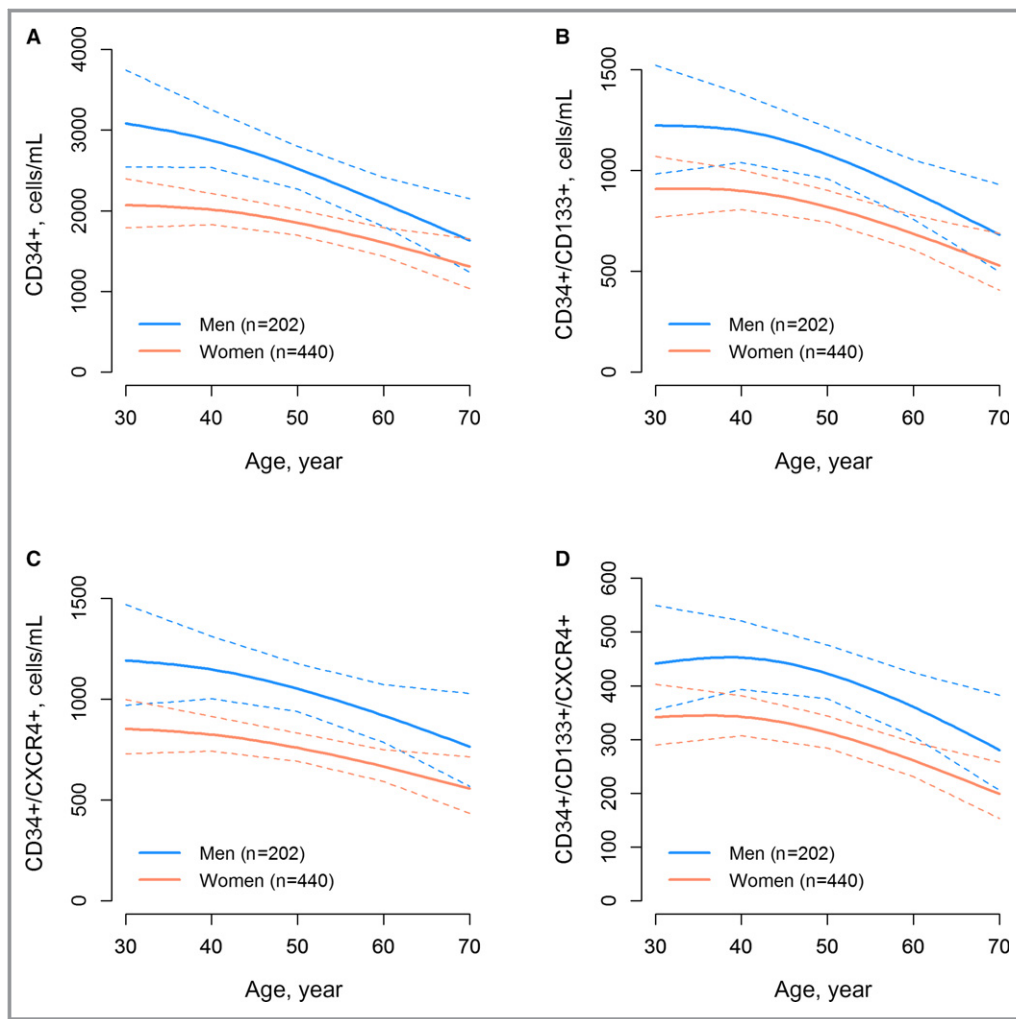 A
CD34+, cells/mL
4000
3000
2000
1000
0
Men (n=202)
Women (n=440)
30 40 50 60 70
Age, year
B
CD34+/CD133+, cells/mL
1500
1000
500
0
Men (n=202)
Women (n=440)
30 40 50 60 70
Age, year
C
CD34+/CXCR4+, cells/mL
1500
1000
500
0
Men (n=202)
Women (n=440)
30 40 50 60 70
Age, year
D
CD34+/CD133+/CXCR4+
600
500
400
300
200
100
0
Men (n=202)
Women (n=440)
30 40 50 60 70
Age, year